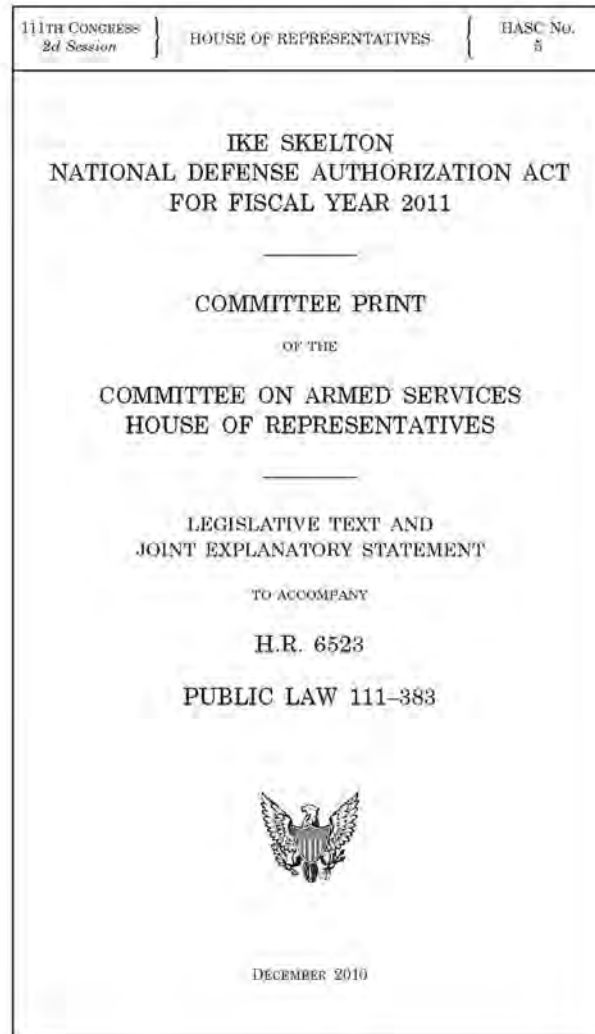 111TH CONGRESS
2d Session
HOUSE OF REPRESENTATIVES
HASC No.
5
IKE SKELTON
NATIONAL DEFENSE AUTHORIZATION ACT
FOR FISCAL YEAR 2011
COMMITTEE PRINT
OF THE
COMMITTEE ON ARMED SERVICES
HOUSE OF REPRESENTATIVES
LEGISLATIVE TEXT AND
JOINT EXPLANATORY STATEMENT
TO ACCOMPANY
H.R. 6523
PUBLIC LAW 111–383
DECEMBER 2010